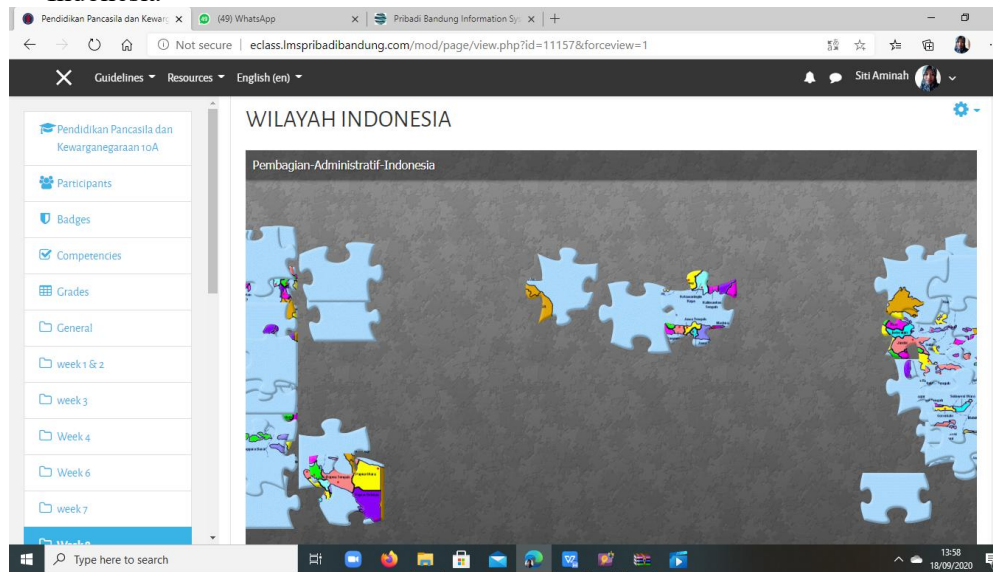 Pendidikan Pancasila dan Kewarg
(49) WhatsApp
Pribadi Bandung Information Sys
Not secure
eclass.lmspribadibandung.com/mod/page/view.php?id=11157&forceview=1
Guidelines
Resources
English (en)
Siti Aminah
Pendidikan Pancasila dan
Kewarganegaraan 10A
Participants
Badges
Competencies
Grades
General
week 1 & 2
week 3
Week 4
Week 6
week 7
WILAYAH INDONESIA
Pembagian-Administratif-Indonesia
Type here to search
13:58
18/09/2020